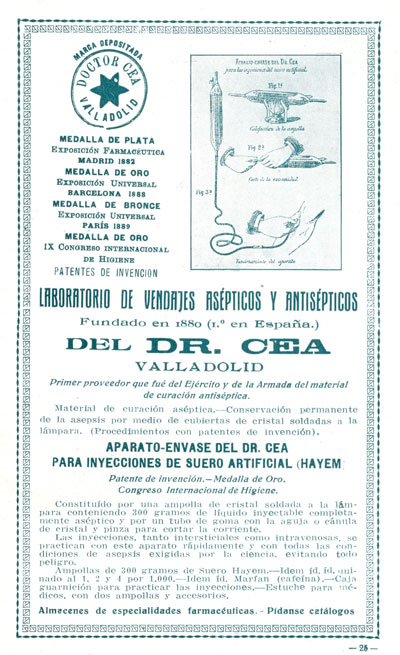 MARCA DEPOSITADA
DOCTOR CEA
VALLADOLID
MEDALLA DE PLATA
EXPOSICIÓN FARMACÉUTICA
MADRID 1882
MEDALLA DE ORO
EXPOSICIÓN UNIVERSAL
BARCELONA 1888
MEDALLA DE BRONCE
EXPOSICIÓN UNIVERSAL
PARÍS 1889
MEDALLA DE ORO
IX CONGRESO INTERNACIONAL
DE HIGIENE
PATENTES DE INVENCIÓN
APARATO-ENVASE DEL DR. CEA
para las inyecciones del suero artificial.
Fig. 1ª
Calefacción de la ampolla
Fig. 2ª
Corte de la extremidad
Fig. 3ª
Funcionamiento del aparato
LABORATORIO DE VENDAJES ASÉPTICOS Y ANTISÉPTICOS
Fundado en 1880 (1.º en España.)
DEL DR. CEA
VALLADOLID
Primer proveedor que fué del Ejército y de la Armada del material
de curación antiséptica.
Material de curación aséptica.—Conservación permanente
de la asepsis por medio de cubiertas de cristal soldadas a la
lámpara. (Procedimientos con patentes de invención).
APARATO-ENVASE DEL DR. CEA
PARA INYECCIONES DE SUERO ARTIFICIAL (HAYEM
Patente de invención.—Medalla de Oro.
Congreso Internacional de Higiene.
Constituído por una ampolla de cristal soldada a la lám-
para conteniendo 300 gramos de líquido inyectable completa-
mente aséptico y por un tubo de goma con la aguja o cánula
de cristal y pinza para cortar la corriente.
Las inyecciones, tanto intersticiales como intravenosas, se
practican con este aparato rápidamente y con todas las con-
diciones de asepsis exigidas por la ciencia, evitando todo
peligro.
Ampollas de 300 gramos de Suero Hayem.—Idem íd. íd. qui-
nado al 1, 2 y 4 por 1,000.—Idem íd. Marfan (cafeína).—Caja
guarnición para practicar las inyecciones.—Estuche para mé-
dicos, con dos ampollas y accesorios.
Almacenes de especialidades farmacéuticas. - Pídanse catálogos
— 25 —